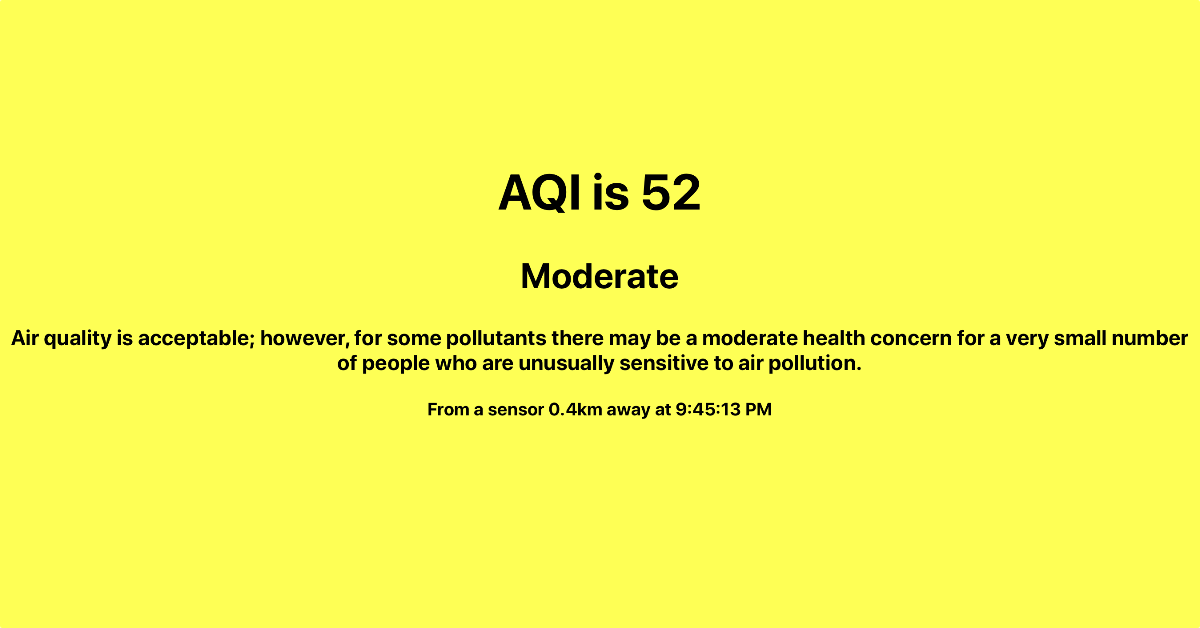 AQI is 52
Moderate
Air quality is acceptable; however, for some pollutants there may be a moderate health concern for a very small number
of people who are unusually sensitive to air pollution.
From a sensor 0.4km away at 9:45:13 PM